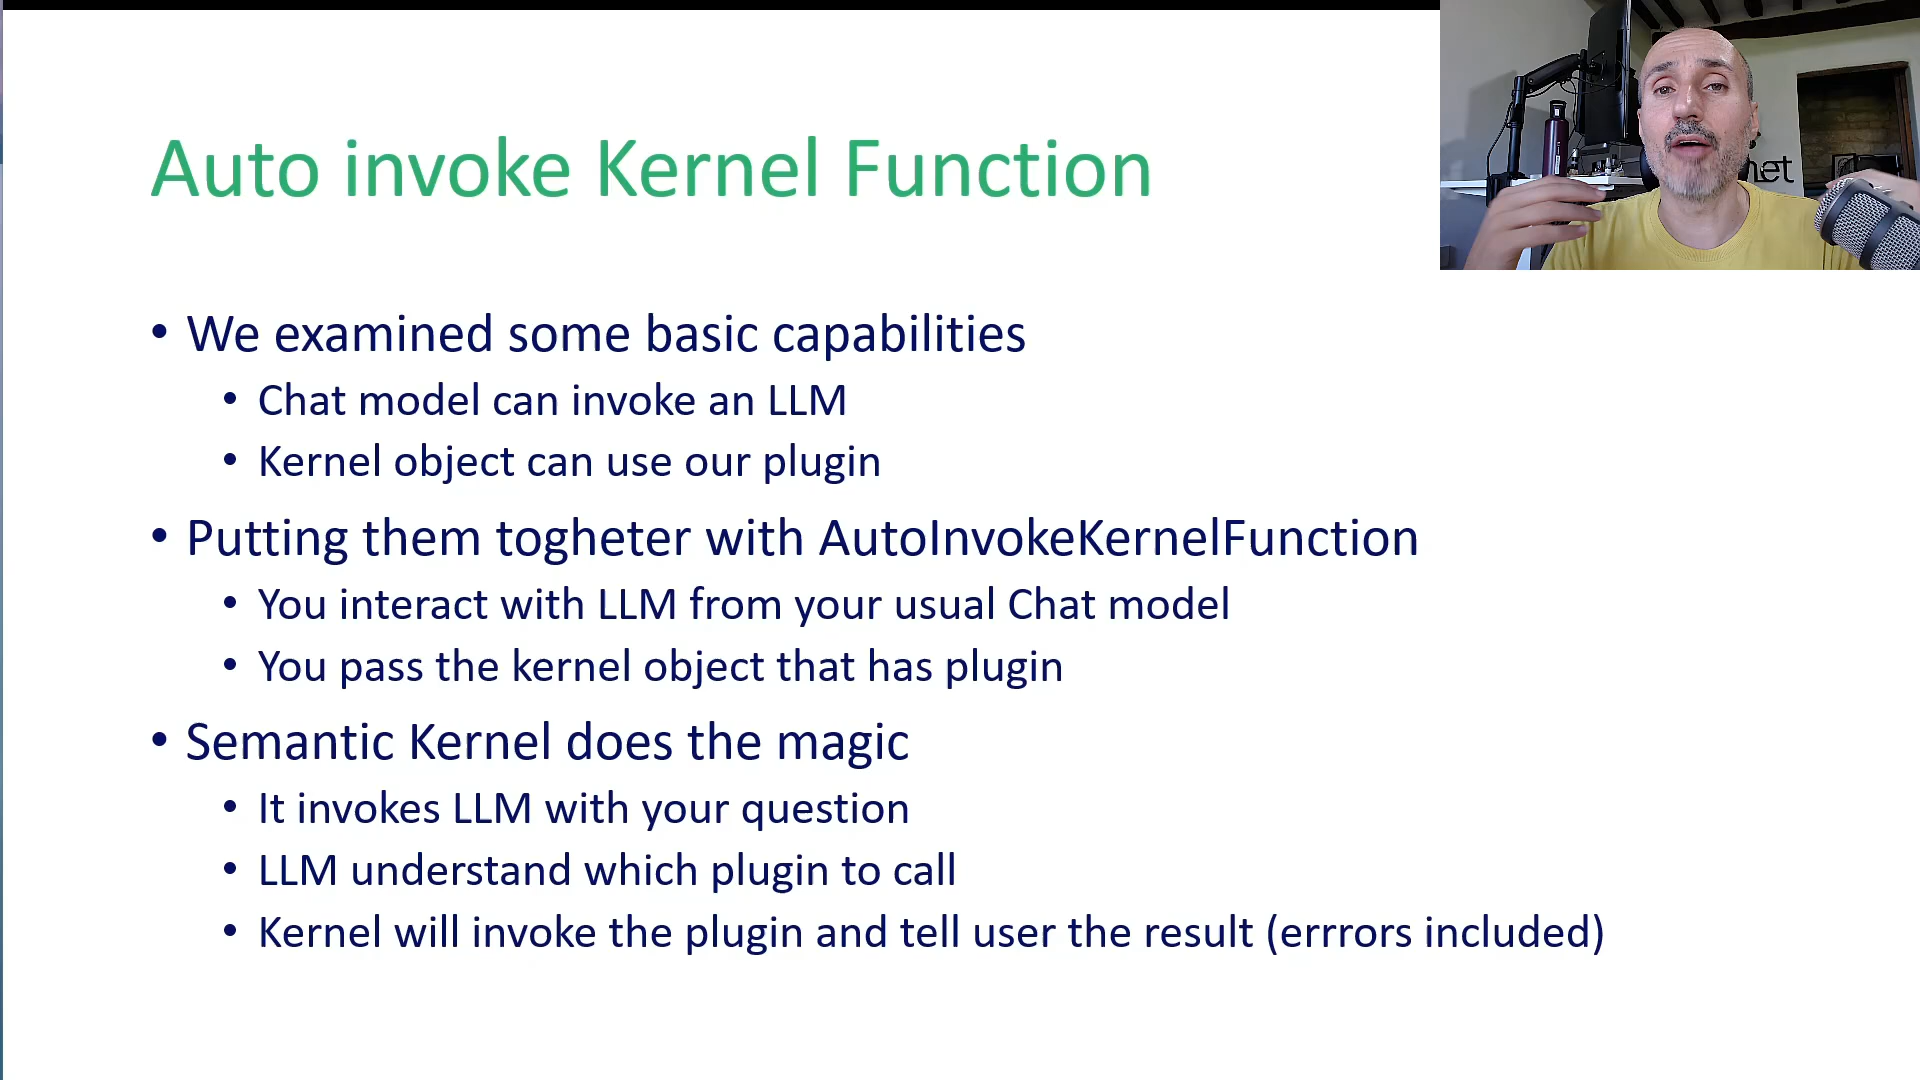 Auto invoke Kernel Function
• We examined some basic capabilities
• Chat model can invoke an LLM
• Kernel object can use our plugin
• Putting them togheter with AutoInvokeKernelFunction
• You interact with LLM from your usual Chat model
• You pass the kernel object that has plugin
• Semantic Kernel does the magic
• It invokes LLM with your question
• LLM understand which plugin to call
• Kernel will invoke the plugin and tell user the result (errrors included)